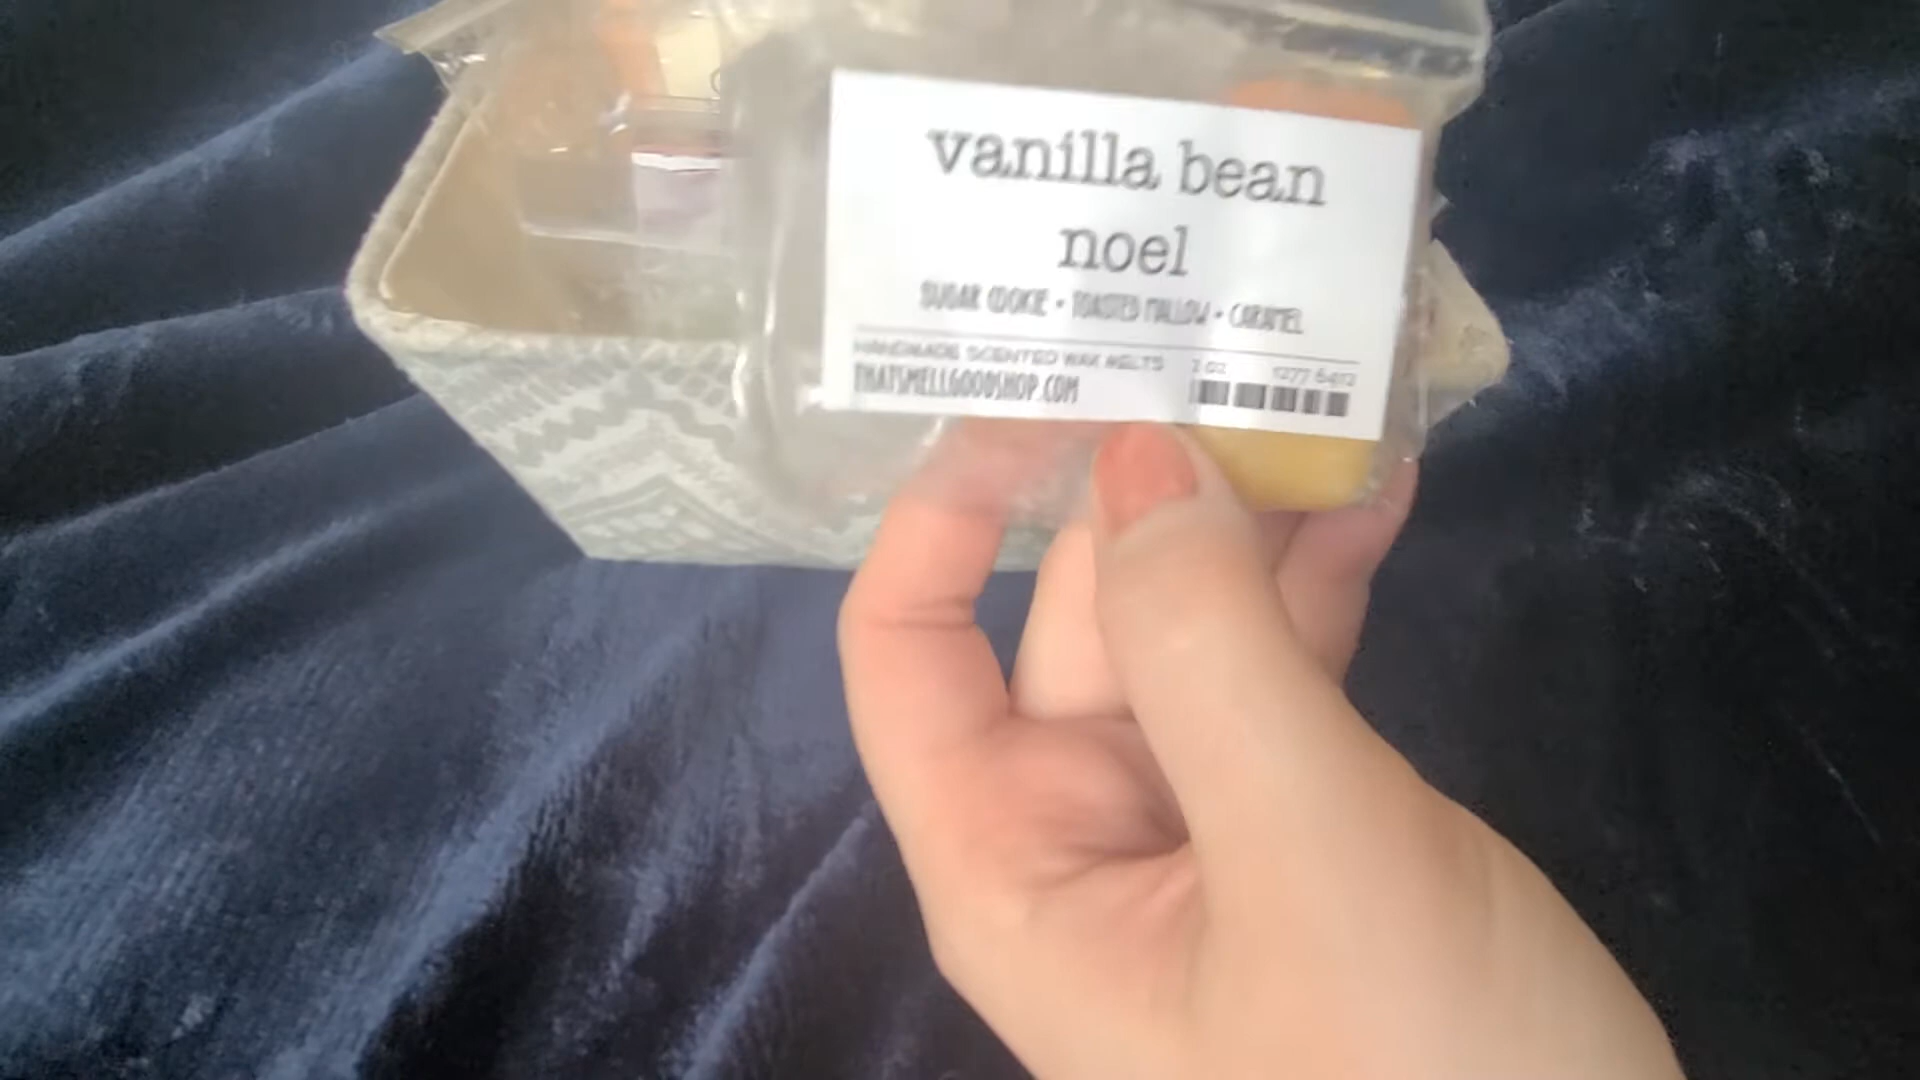 vanilla bean
noel
SUGAR COOKIE • TOASTED MALLOW • CARAMEL
HANDMADE SCENTED WAX MELTS
THATSMELLGOODSHOP.COM